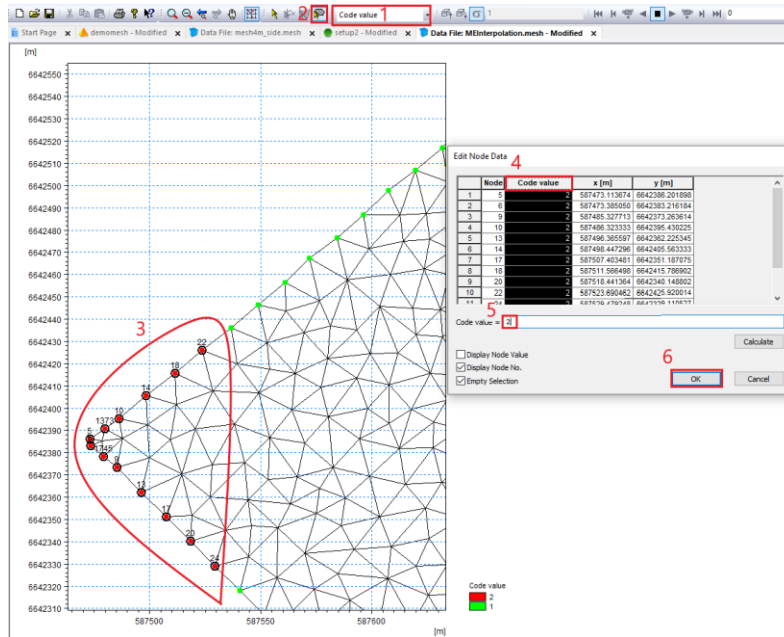 2 Code value 1 1 0
Start Page x demomesh - Modified x Data File: mesh4m_side.mesh x setup2 - Modified x Data File: MEInterpolation.mesh - Modified x
[m]
6642550
6642540
6642530
6642520
6642510
6642500
6642490
6642480
6642470
6642460
6642450
6642440
6642430
6642420
6642410
6642400
6642390
6642380
6642370
6642360
6642350
6642340
6642330
6642320
6642310
587500 587550 587600
[m]
3
22
18
14
10
1373
5
1745
9
13
17
20
24
Code value
2
1
Edit Node Data
4
Node Code value x [m] y [m]
1 5 2 587473.113674 6642386.201898
2 6 2 587473.385050 6642383.216184
3 9 2 587485.327713 6642373.263614
4 10 2 587486.323333 6642395.430225
5 13 2 587496.365597 6642362.225345
6 14 2 587498.447296 6642405.563333
7 17 2 587507.403481 6642351.187075
8 18 2 587511.566498 6642415.786902
9 20 2 587518.441364 6642340.148802
10 22 2 587523.690462 6642425.920014
5
Code value = 2
Calculate
Display Node Value
Display Node No.
Empty Selection
6
OK
Cancel